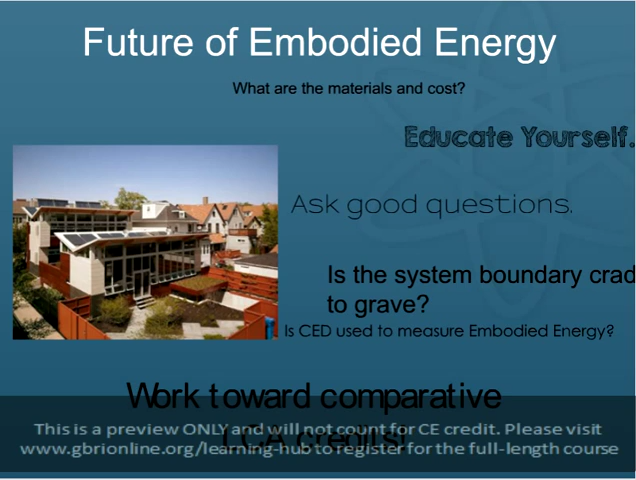 Future of Embodied Energy
What are the materials and cost?
Educate Yourself.
Ask good questions.
Is the system boundary crad
to grave?
Is CED used to measure Embodied Energy?
Work toward comparative
LCA credits!
This is a preview ONLY and will not count for CE credit. Please visit
www.gbrionline.org/learning-hub to register for the full-length course